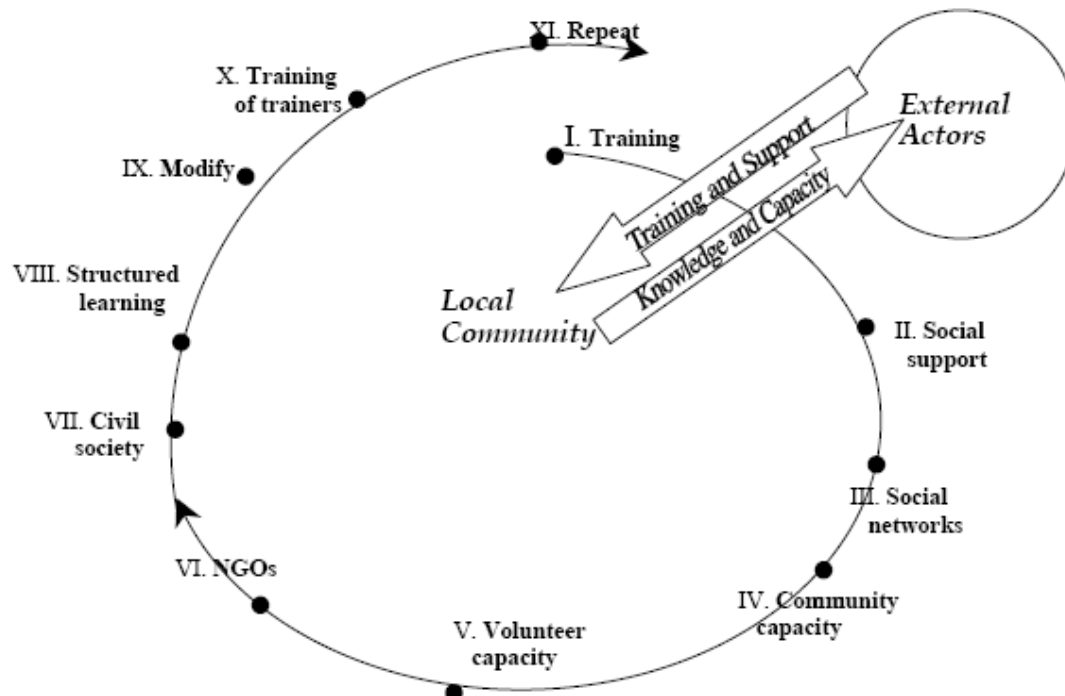 XI. Repeat
X. Training
of trainers
I. Training
External
Actors
Training and Support
Knowledge and Capacity
IX. Modify
VIII. Structured
learning
Local
Community
II. Social
support
VII. Civil
society
III. Social
networks
VI. NGOs
IV. Community
capacity
V. Volunteer
capacity